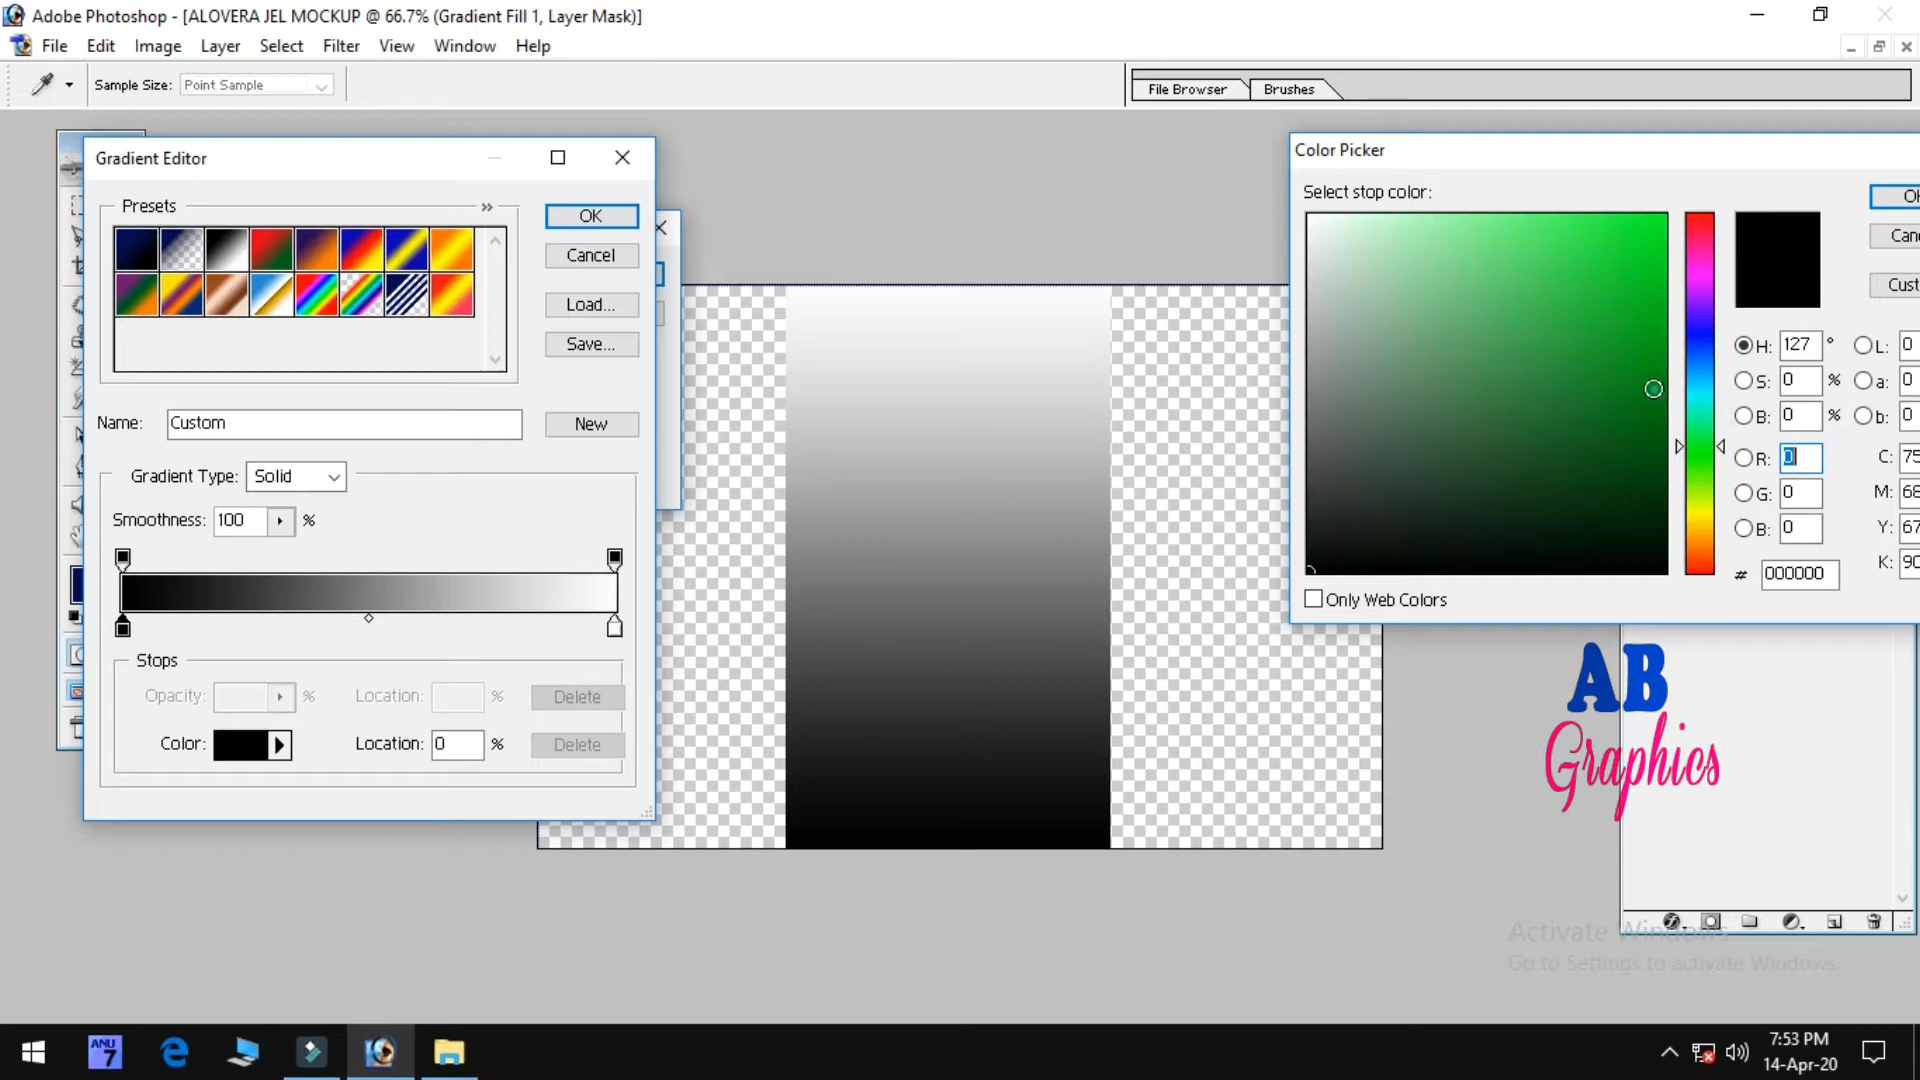 Adobe Photoshop - [ALOVERA JEL MOCKUP @ 66.7% (Gradient Fill 1, Layer Mask)]
File Edit Image Layer Select Filter View Window Help
Sample Size: Point Sample
File Browser Brushes
Gradient Editor
Presets
OK
Cancel
Load...
Save...
Name: Custom
New
Gradient Type: Solid
Smoothness: 100 %
Stops
Opacity: % Location: % Delete
Color: Location: 0 % Delete
Color Picker
Select stop color:
H: 127 ° L: 0
S: 0 % a: 0
B: 0 % b: 0
R: 0 C: 75
G: 0 M: 68
B: 0 Y: 67
K: 90
# 000000
Only Web Colors
AB
Graphics
Activate Windows
Go to Settings to activate Windows.
ANU
7
7:53 PM
14-Apr-20